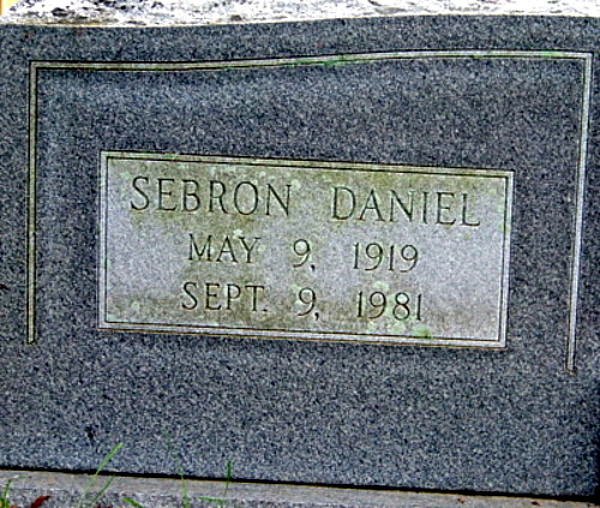 SEBRON DANIEL
MAY 9, 1919
SEPT. 9, 1981